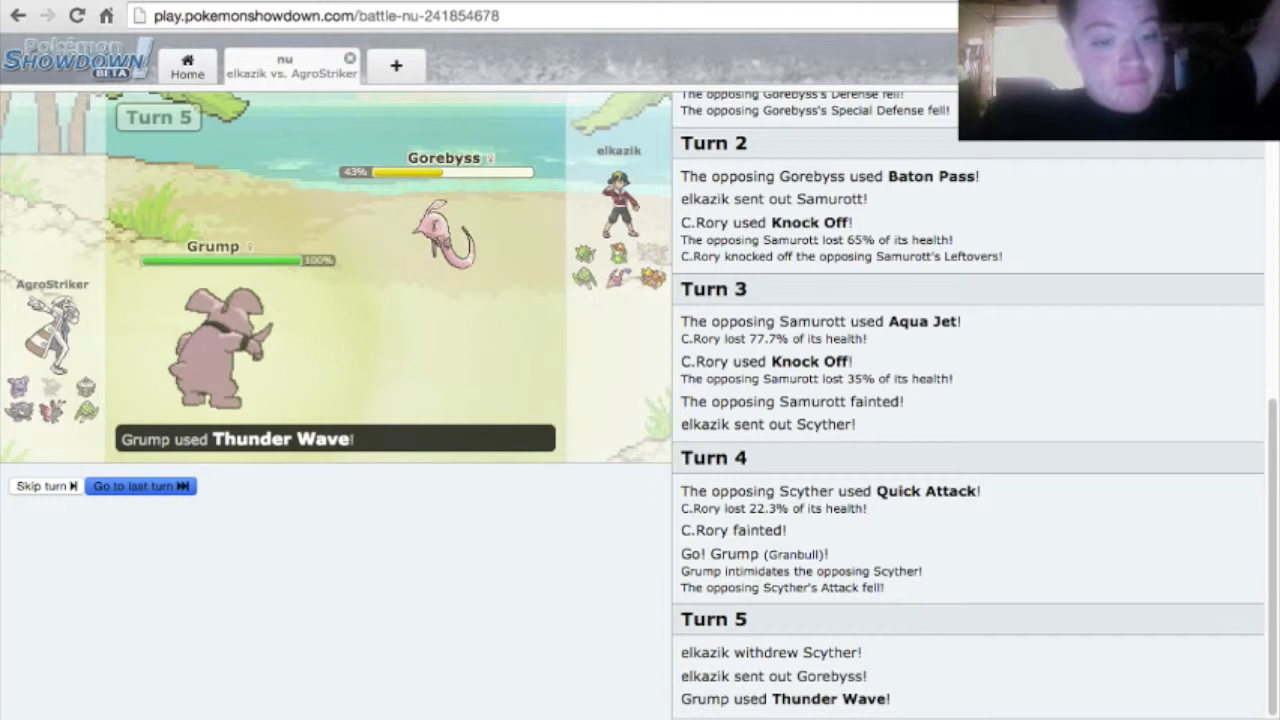 play.pokemonshowdown.com/battle-nu-241854678
Pokémon
SHOWDOWN!
BETA
Home
nu
elkazik vs. AgroStriker
+
Turn 5
Gorebyss ♀
43%
Grump ♀
100%
AgroStriker
elkazik
Grump used Thunder Wave!
Skip turn
Go to last turn
The opposing Gorebyss's Defense fell!
The opposing Gorebyss's Special Defense fell!
Turn 2
The opposing Gorebyss used Baton Pass!
elkazik sent out Samurott!
C.Rory used Knock Off!
The opposing Samurott lost 65% of its health!
C.Rory knocked off the opposing Samurott's Leftovers!
Turn 3
The opposing Samurott used Aqua Jet!
C.Rory lost 77.7% of its health!
C.Rory used Knock Off!
The opposing Samurott lost 35% of its health!
The opposing Samurott fainted!
elkazik sent out Scyther!
Turn 4
The opposing Scyther used Quick Attack!
C.Rory lost 22.3% of its health!
C.Rory fainted!
Go! Grump (Granbull)!
Grump intimidates the opposing Scyther!
The opposing Scyther's Attack fell!
Turn 5
elkazik withdrew Scyther!
elkazik sent out Gorebyss!
Grump used Thunder Wave!